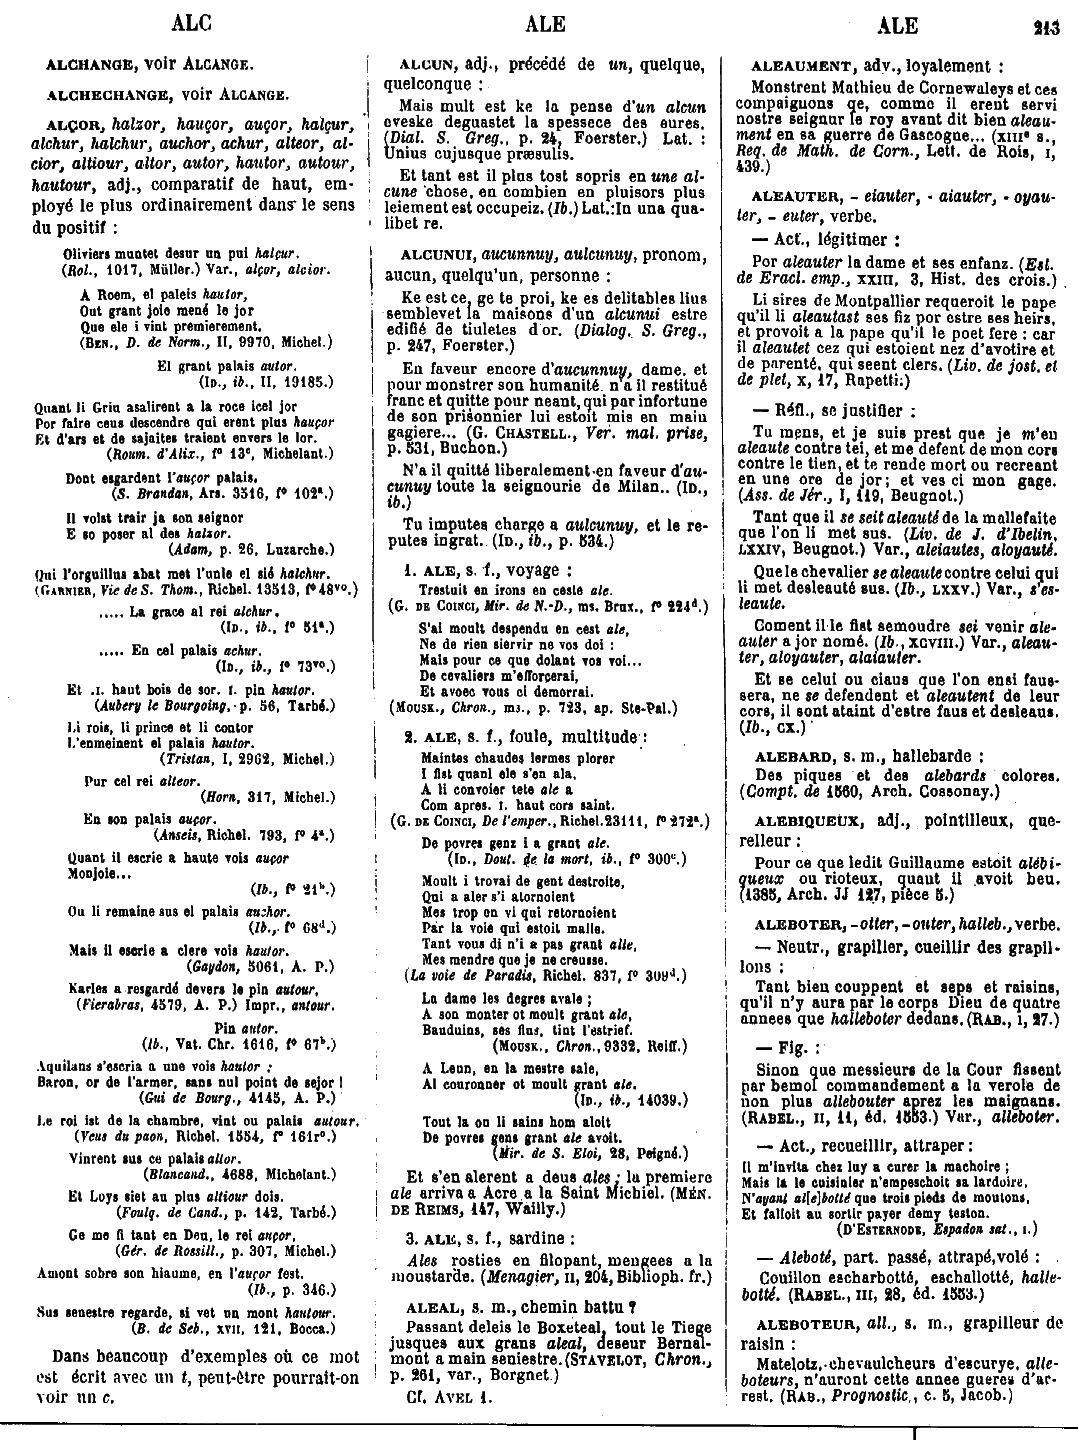 ALC
ALE
ALE
213
ALCHANGE, voir ALCANGE.
ALCHECHANGE, voir ALCANGE.
ALÇOR, halzor, hauçor, auçor, halçur,
alchur, halchur, auchor, achur, alteor, al-
cior, altiour, altor, autor, hautor, autour,
hautour, adj., comparatif de haut, em-
ployé le plus ordinairement dans le sens
du positif :
Oliviers muntet desur un pui halçur.
(Rol., 1017, Müller.) Var., alçor, alcior.
A Roem, el paleis hautor,
Out grant joie mené le jor
Que ele i vint premierement.
(BEN., D. de Norm., II, 9970, Michel.)
El grant palais autor.
(ID., ib., II, 19185.)
Quant li Griu asalirent a la roce icel jor
Por faire ceus descendre qui erent plus hauçor
Et d'ars et de sajaites traient envers le lor.
(Roum. d'Alix., f° 13ᶜ, Michelant.)
Dont esgardent l'auçor palais.
(S. Brandan, Ars. 3516, f° 102ᵃ.)
Il volst trair ja son seignor
E so poser al des halzor.
(Adam, p. 26, Luzarche.)
Qui l'orguillus abat met l'unle el sié halchur.
(GARNIER, Vie de S. Thom., Richel. 13513, f° 48ᵛᵒ.)
..... La grace al rei alchur.
(ID., ib., f° 51ᵃ.)
..... En cel palais achur.
(ID., ib., f° 73ᵛᵒ.)
Et .I. haut bois de sor. I. pin hautor.
(Aubery le Bourgoing, p. 56, Tarbé.)
Li rois, li prince et li contor
L'enmeinent el palais hautor.
(Tristan, I, 2962, Michel.)
Pur cel rei alteor.
(Horn, 317, Michel.)
En son palais auçor.
(Anseis, Richel. 793, f° 4ᵃ.)
Quant il escrie a haute vois auçor
Monjoie...
(Ib., f° 21ᵇ.)
Ou li remaine sus el palais auchor.
(Ib., f° 68ᵈ.)
Mais il escrie a clere vois hautor.
(Gaydon, 5061, A. P.)
Karles a resgardé devers le pin autour.
(Fierabras, 4579, A. P.) Impr., antour.
Pin autor.
(Ib., Vat. Chr. 1616, f° 67ᵇ.)
Aquilans s'escria a une vois hautor :
Baron, or de l'armer, sans nul point de sejor !
(Gui de Bourg., 4145, A. P.)
Le roi ist de la chambre, vint ou palais autour.
(Veus du paon, Richel. 1554, f° 161rᵒ.)
Vinrent sus ce palais altor.
(Blancand., 4688, Michelant.)
Et Loys siet au plus altiour dois.
(Foulq. de Cand., p. 142, Tarbé.)
Ce me fi tant en Deu, le rei auçor.
(Gér. de Rossill., p. 307, Michel.)
Amont sobre son hiaume, en l'auçor fest.
(Ib., p. 346.)
Sus senestre regarde, si vet un mont hautour.
(B. de Seb., XVII, 121, Bocca.)
Dans beaucoup d'exemples où ce mot
est écrit avec un t, peut-être pourrait-on
voir un c.
ALCUN, adj., précédé de un, quelque,
quelconque :
Mais mult est ke la pense d'un alcun
eveske deguastet la spessece des eures.
(Dial. S. Greg., p. 24, Foerster.) Lat. :
Unius cujusque præsulis.
Et tant est il plus tost sopris en une al-
cune chose, en combien en pluisors plus
leiement est occupeiz. (Ib.) Lat.:In una qua-
libet re.
ALCUNUI, aucunnuy, aulcunuy, pronom,
aucun, quelqu'un, personne :
Ke est ce, ge te proi, ke es delitables lius
semblevet la maisons d'un alcunui estre
edifié de tiuletes d'or. (Dialog. S. Greg.,
p. 247, Foerster.)
En faveur encore d'aucunnuy, dame, et
pour monstrer son humanité n'a il restitué
franc et quitte pour neant, qui par infortune
de son prisonnier lui estoit mis en main
gagiere... (G. CHASTELL., Ver. mal. prise,
p. 531, Buchon.)
N'a il quitté liberalement en faveur d'au-
cunuy toute la seignourie de Milan.. (ID.,
ib.)
Tu imputes charge a aulcunuy, et le re-
putes ingrat. (ID., ib., p. 534.)
1. ALE, s. f., voyage :
Trestuit en irons en ceste ale.
(G. DE COINCI, Mir. de N.-D., ms. Brux., f° 224ᵈ.)
S'ai moult despendu en cest ale,
Ne de rien siervir ne vos doi :
Mais pour ce que dolant vos voi...
De cevaliers m'efforçerai,
Et avoec vous ci demorrai.
(MOUSK., Chron., ms., p. 723, ap. Ste-Pal.)
2. ALE, s. f., foule, multitude :
Maintes chaudes lermes plorer
I fist quant ele s'en ala,
A li convoier tete ale a
Com apres. I. haut cors saint.
(G. DE COINCI, De l'emper., Richel.23111, f° 272ᵃ.)
De povres genz i a grant ale.
(ID., Dout. de la mort, ib., f° 300ᶜ.)
Moult i trovai de gent destroite,
Qui a aler s'i atornoient
Mes trop en vi qui retornoient
Par la voie qui estoit malle.
Tant vous di n'i a pas grant alle,
Mes mendre que je ne creusse.
(La voie de Paradis, Richel. 837, f° 309ᵈ.)
La dame les degres avale ;
A son monter ot moult grant ale,
Bauduins, ses fius, tint l'estrief.
(MOUSK., Chron., 9332, Reiff.)
A Leun, en la mestre sale,
Al couronner ot moult grant ale.
(ID., ib., 14039.)
Tout la ou li sains hom aloit
De povres gens grant ale avoit.
(Mir. de S. Eloi, 28, Peigné.)
Et s'en alerent a deus ales ; la premiere
ale arriva a Acre a la Saint Michiel. (MÉN.
DE REIMS, 147, Wailly.)
3. ALE, s. f., sardine :
Ales rosties en filopant, mengees a la
moustarde. (Menagier, II, 204, Biblioph. fr.)
ALEAL, s. m., chemin battu ?
Passant deleis le Boxeteal, tout le Tiege
jusques aux grans aleal, deseur Bernal-
mont a main seniestre. (STAVELOT, Chron.,
p. 261, var., Borgnet.)
Cf. AVEL 1.
ALEAUMENT, adv., loyalement :
Monstrent Mathieu de Cornewaleys et ces
compaignons qe, comme il erent servi
nostre seignur le roy avant dit bien aleau-
ment en sa guerre de Gascogne... (XIIIᵉ s.,
Req. de Math. de Corn., Lett. de Rois, I,
439.)
ALEAUTER, - eiauter, - aiauter, - oyau-
ter, - euter, verbe.
— Act., légitimer :
Por aleauter la dame et ses enfanz. (Est.
de Eracl. emp., XXIII, 3, Hist. des crois.)
Li sires de Montpallier requeroit le pape
qu'il li aleautast ses fiz por estre ses heirs,
et provoit a la pape qu'il le poet fere : car
il aleautet cez qui estoient nez d'avotire et
de parenté, qui seent clers. (Liv. de jost. et
de plet, X, 17, Rapetti.)
— Réfl., se justifier :
Tu mens, et je suis prest que je m'en
aleaute contre tei, et me defent de mon cors
contre le tien, et te rende mort ou recreant
en une ore de jor ; et ves ci mon gage.
(Ass. de Jér., I, 119, Beugnot.)
Tant que il se seit aleauté de la mallefaite
que l'on li met sus. (Liv. de J. d'Ibelin,
LXXIV, Beugnot.) Var., aleiautes, aloyauté.
Que le chevalier se aleaute contre celui qui
li met desleauté sus. (Ib., LXXV.) Var., s'es-
leaute.
Coment il le fist semoudre sei venir ale-
auter a jor nomé. (Ib., XCVIII.) Var., aleau-
ter, aloyauter, alaiauter.
Et se celui ou ciaus que l'on ensi faus-
sera, ne se defendent et aleautent de leur
cors, il sont ataint d'estre faus et desleaus.
(Ib., CX.)
ALEBARD, s. m., hallebarde :
Des piques et des alebards colores.
(Compt. de 1560, Arch. Cossonay.)
ALEBIQUEUX, adj., pointilleux, que-
relleur :
Pour ce que ledit Guillaume estoit alébi-
queux ou rioteux, quant il avoit beu.
(1385, Arch. JJ 127, pièce 5.)
ALEBOTER, -otter, -outer, halleb., verbe.
— Neutr., grapiller, cueillir des grapil-
lons :
Tant bien couppent et seps et raisins,
qu'il n'y aura par le corps Dieu de quatre
annees que halleboter dedans. (RAB., I, 27.)
— Fig. :
Sinon que messieurs de la Cour fissent
par bemol commandement a la verole de
non plus allebouter aprez les maignans.
(RABEL., II, 11, éd. 1553.) Var., alleboter.
— Act., recueillir, attraper :
Il m'invita chez luy a curer la machoire ;
Mais la le cuisinier n'empeschoit sa lardoire,
N'ayant al[e]botté que trois pieds de moutons,
Et falloit au sortir payer demy teston.
(D'ESTERNODE, Espadon sat., I.)
— Aleboté, part. passé, attrapé, volé :
Couillon escharbotté, eschallotté, halle-
botté. (RABEL., III, 28, éd. 1553.)
ALEBOTEUR, all., s. m., grapilleur de
raisin :
Matelotz, chevaulcheurs d'escurye, alle-
boteurs, n'auront cette annee gueres d'ar-
rest. (RAB., Prognostic., c. 5, Jacob.)